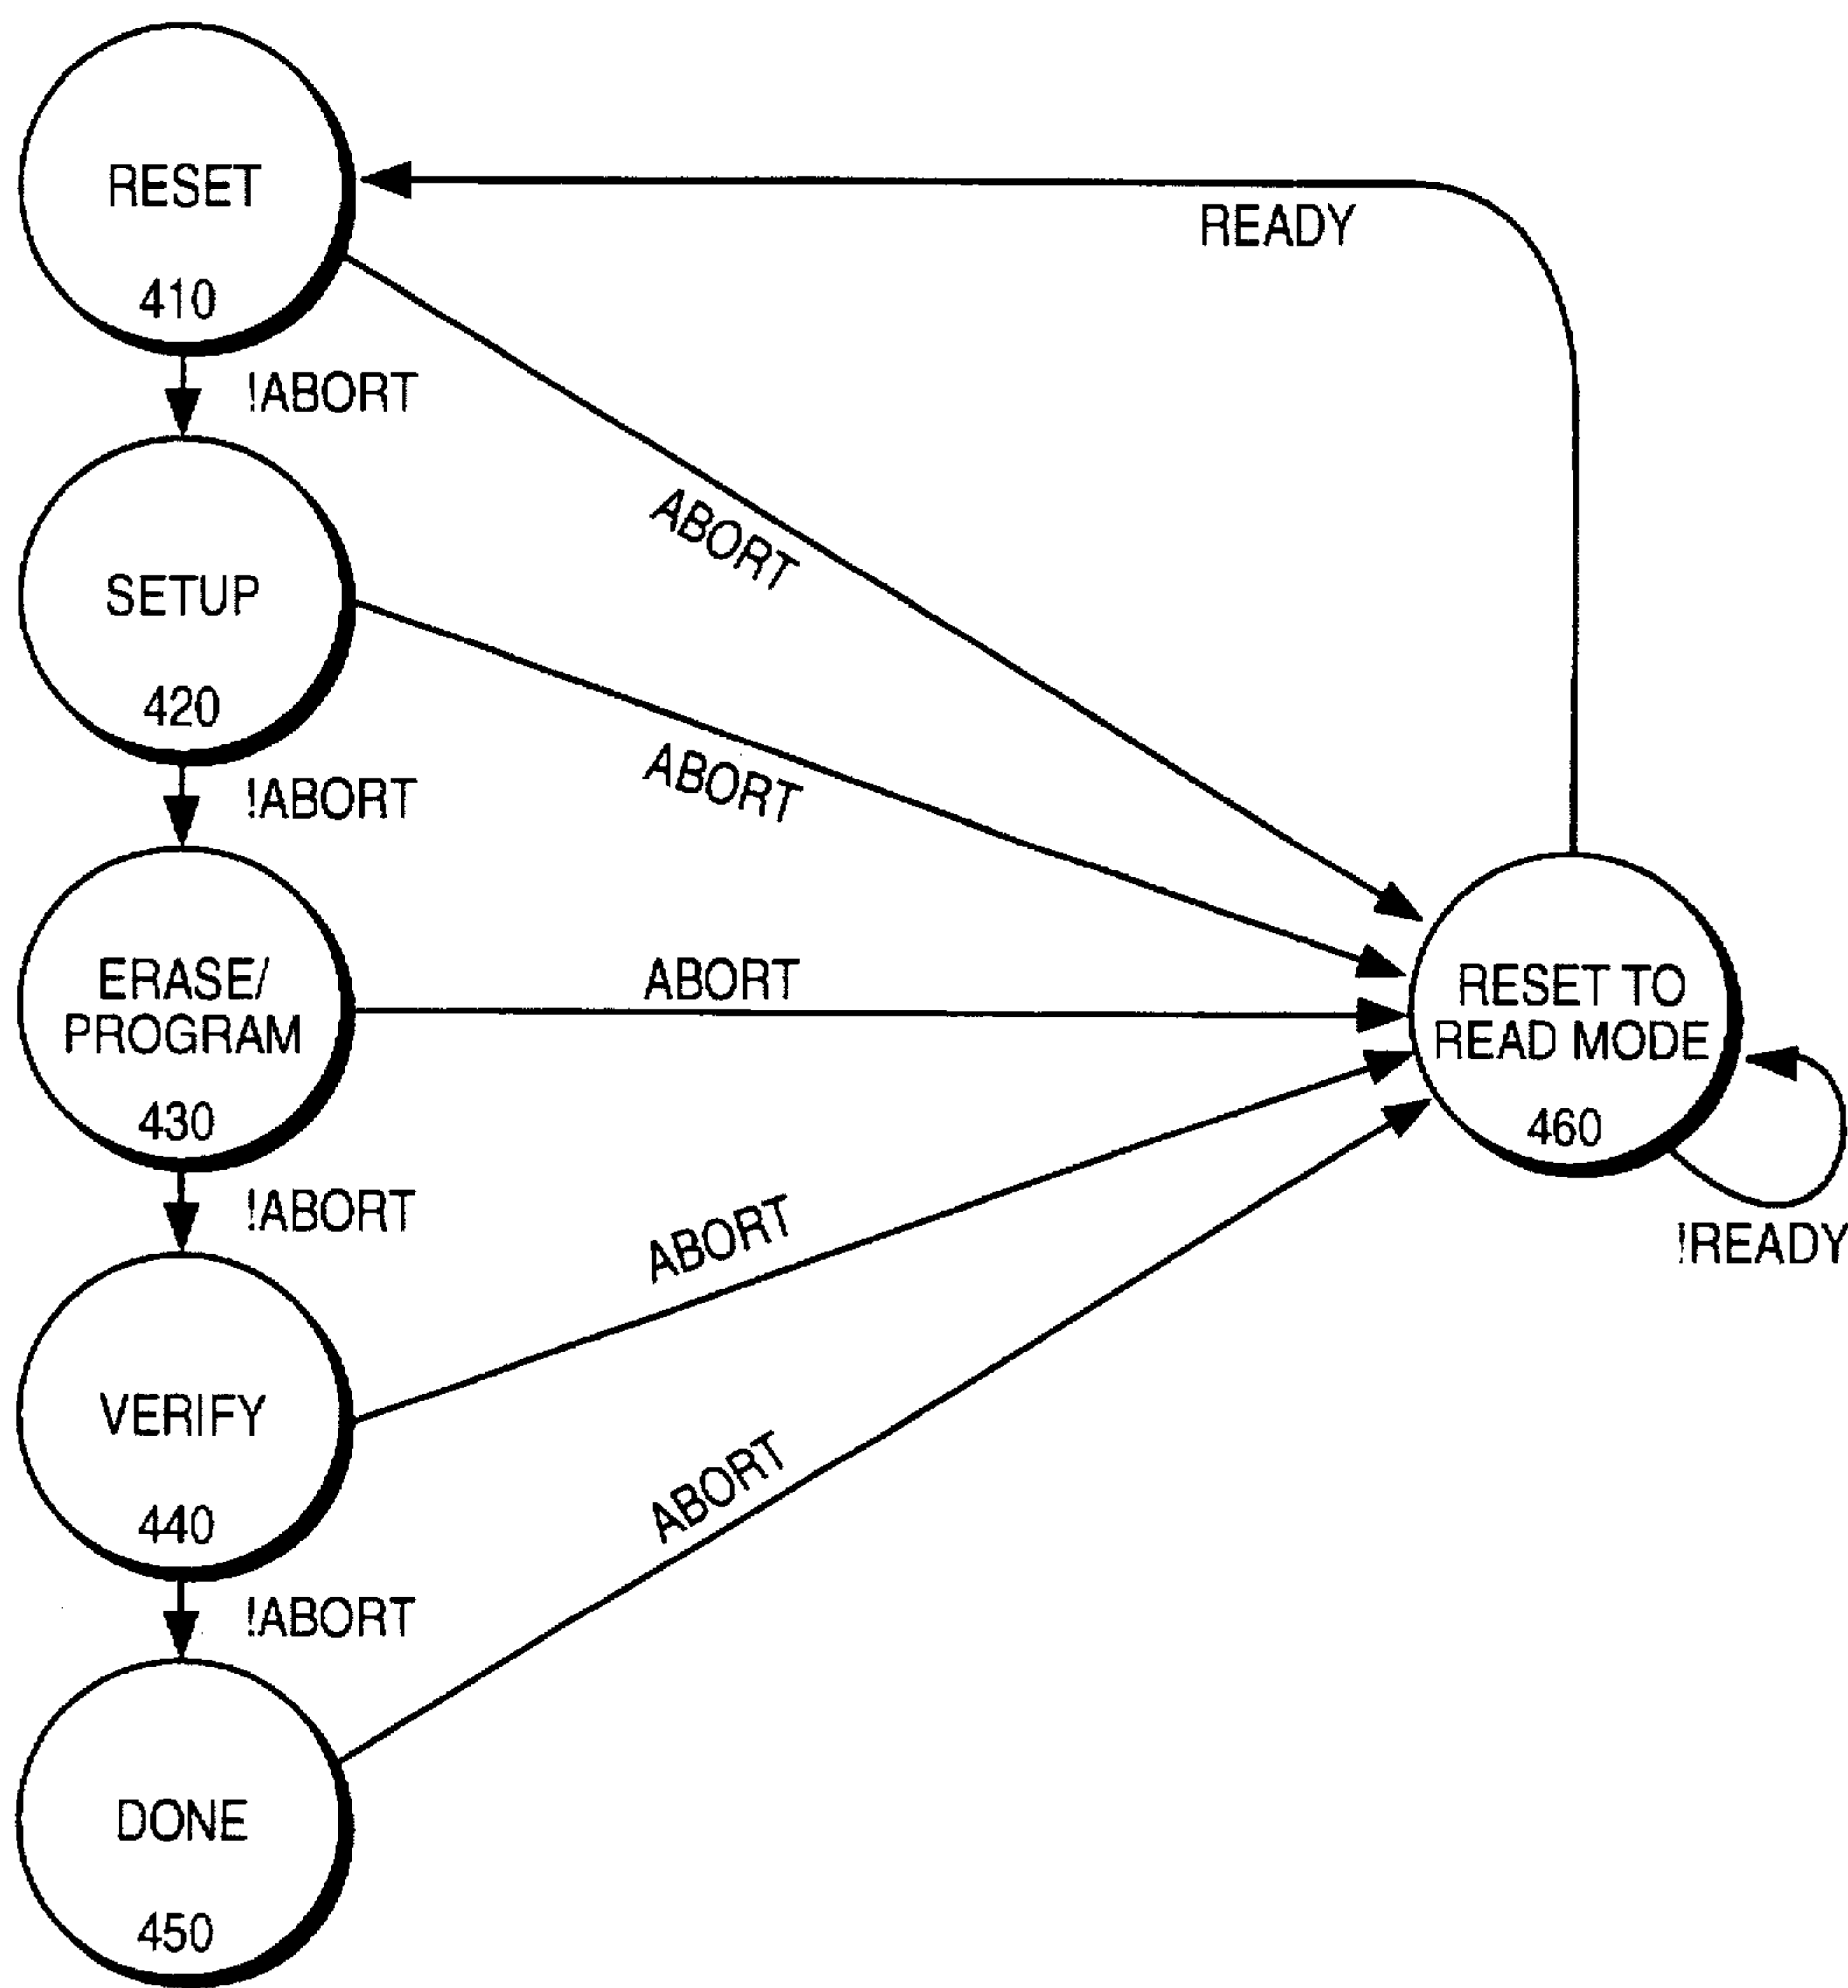 RESET
410
READY
!ABORT
ABORT
SETUP
420
ABORT
!ABORT
ERASE/
PROGRAM
430
ABORT
RESET TO
READ MODE
460
!READY
!ABORT
ABORT
VERIFY
440
ABORT
!ABORT
DONE
450